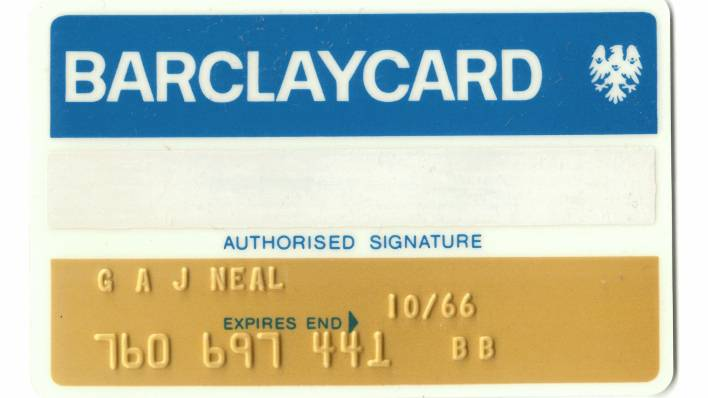 BARCLAYCARD
AUTHORISED SIGNATURE
G A J NEAL
10/66
EXPIRES END
760 697 441 BB